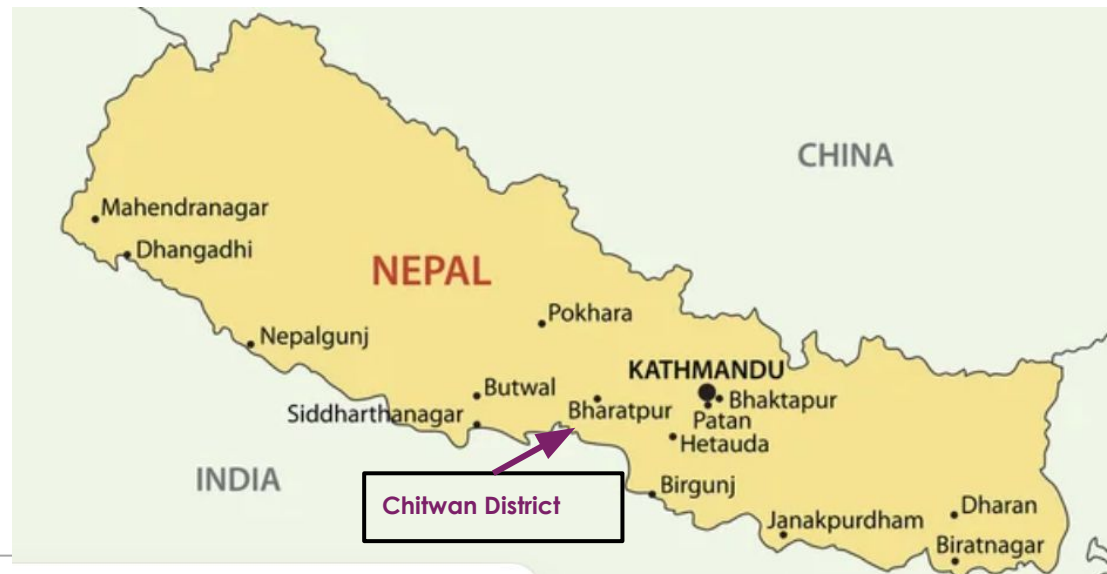 CHINA
Mahendranagar
Dhangadhi
NEPAL
Pokhara
Nepalgunj
KATHMANDU
Butwal
Bhaktapur
Bharatpur
Siddharthanagar
Patan
Hetauda
INDIA
Birgunj
Chitwan District
Dharan
Janakpurdham
Biratnagar